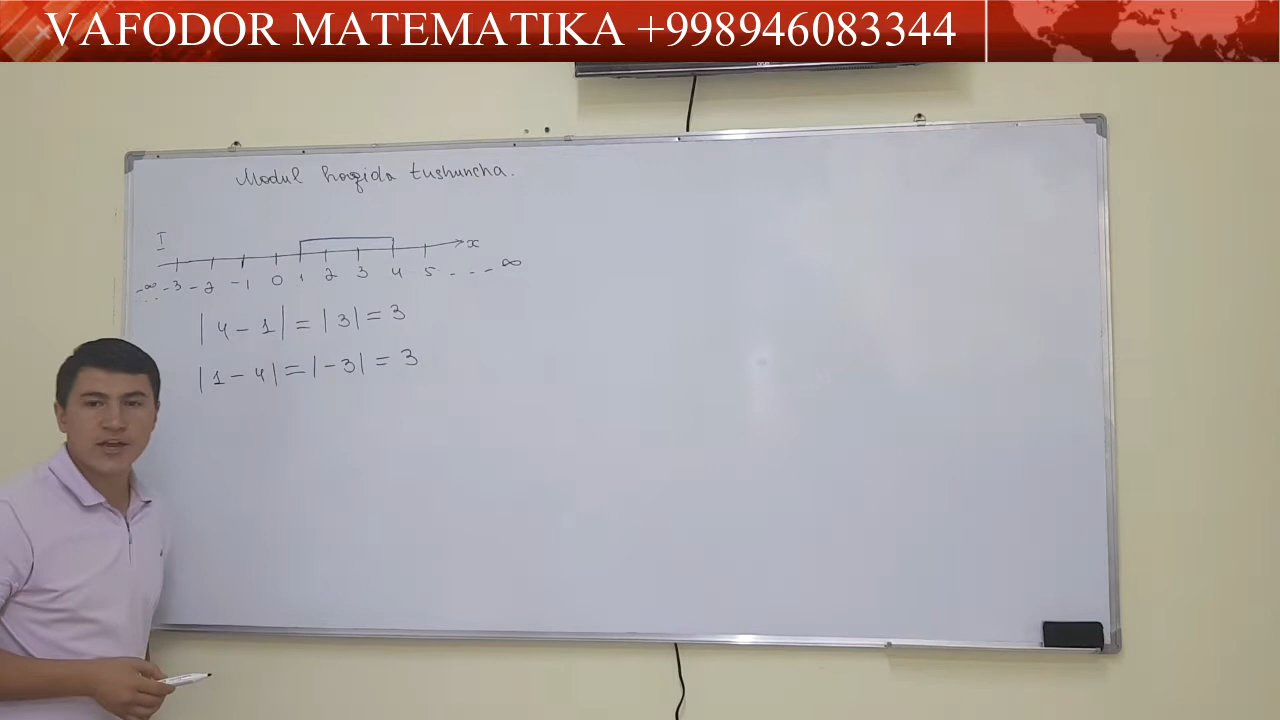 VAFODOR MATEMATIKA +998946083344
Modul haqida tushuncha.
I
x
-∞ -3 -2 -1 0 1 2 3 4 5 - - - ∞
|4-1|=|3|=3
|1-4|=|-3|=3